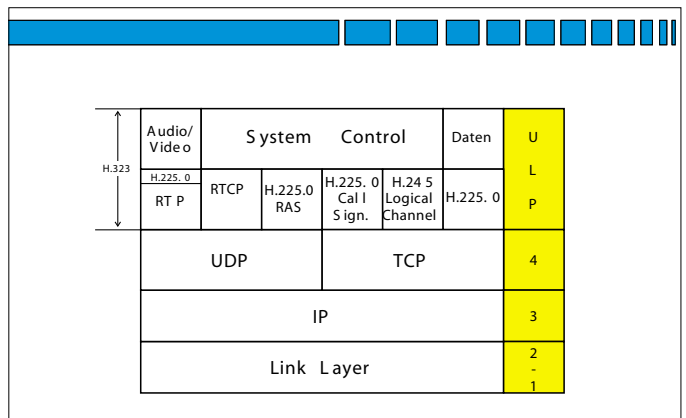 Audio/
Video
System Control
Daten
U
L
P
H.323
H.225.0
RTP
RTCP
H.225.0
RAS
H.225.0
Call
Sign.
H.245
Logical
Channel
H.225.0
UDP
TCP
4
IP
3
Link Layer
2
-
1